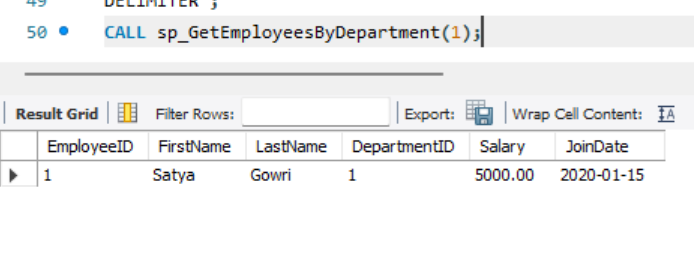 49 DELIMITER ;
50 CALL sp_GetEmployeesByDepartment(1);
Result Grid Filter Rows: Export: Wrap Cell Content: IA
EmployeeID FirstName LastName DepartmentID Salary JoinDate
1 Satya Gowri 1 5000.00 2020-01-15